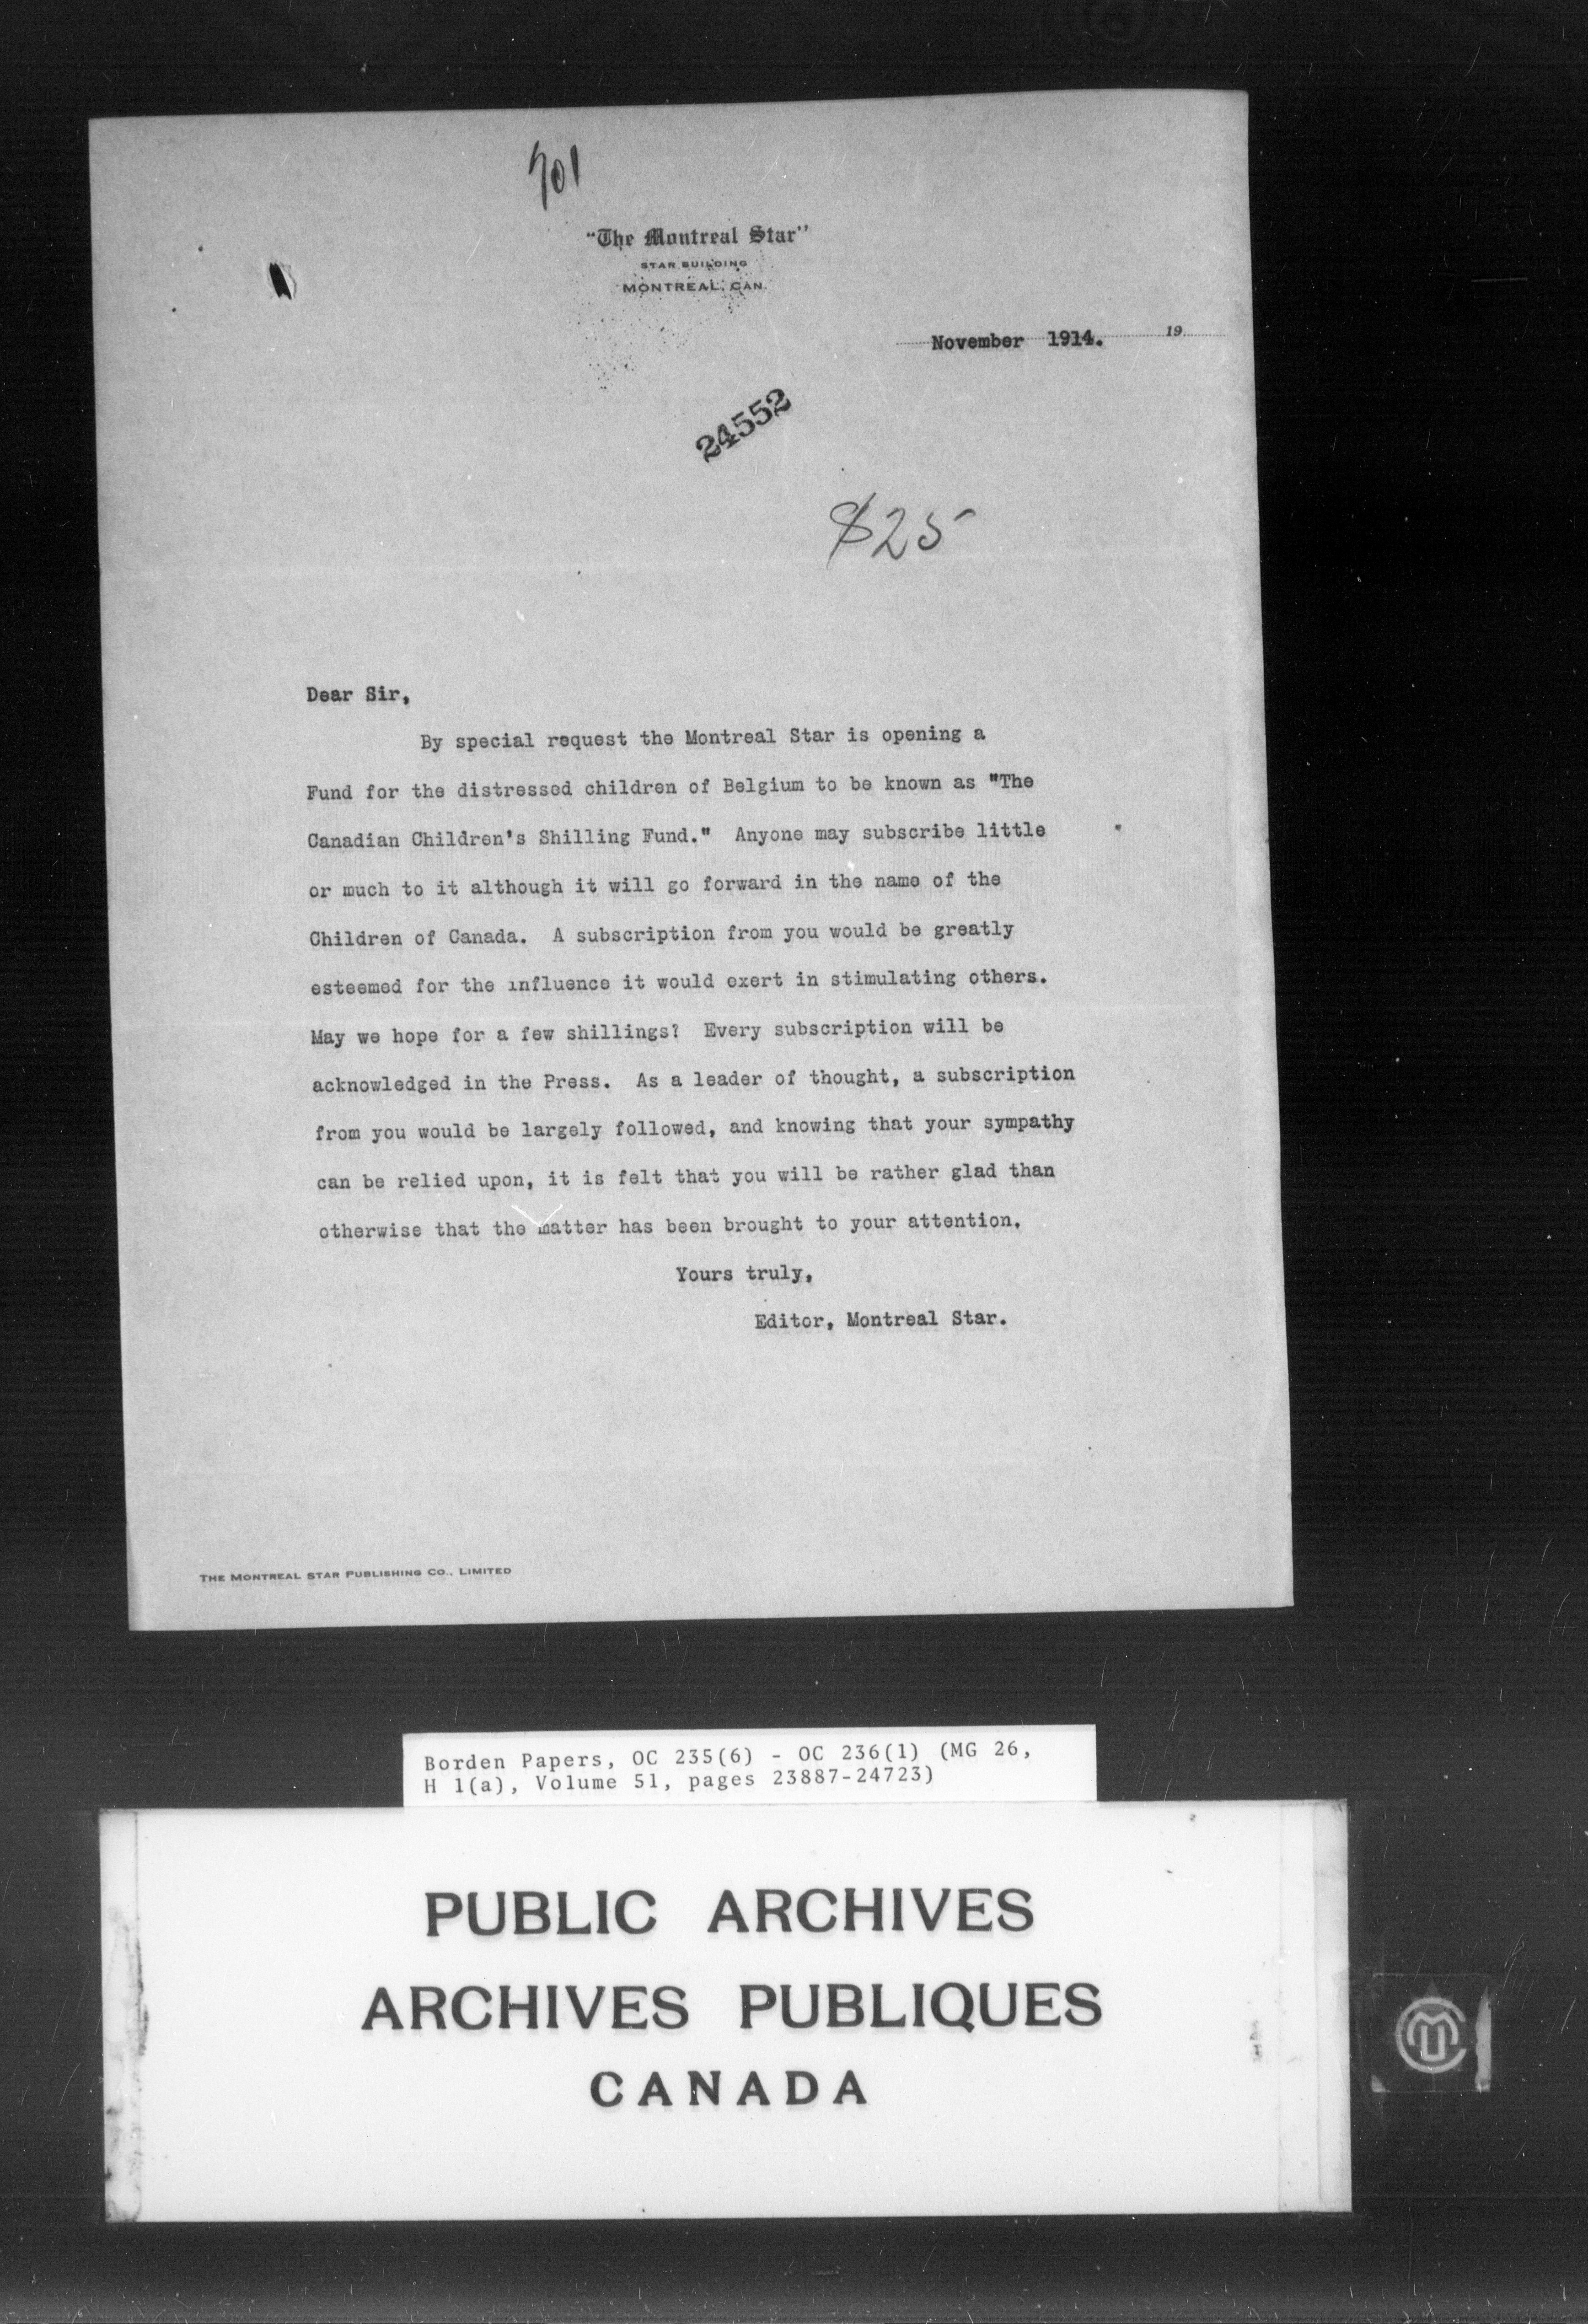 701
"The Montreal Star"
STAR BUILDING
MONTREAL, CAN.
November 1914. 19
24552
$25
Dear Sir,
By special request the Montreal Star is opening a
Fund for the distressed children of Belgium to be known as "The
Canadian Children's Shilling Fund." Anyone may subscribe little
or much to it although it will go forward in the name of the
Children of Canada. A subscription from you would be greatly
esteemed for the influence it would exert in stimulating others.
May we hope for a few shillings? Every subscription will be
acknowledged in the Press. As a leader of thought, a subscription
from you would be largely followed, and knowing that your sympathy
can be relied upon, it is felt that you will be rather glad than
otherwise that the matter has been brought to your attention.
Yours truly,
Editor, Montreal Star.
THE MONTREAL STAR PUBLISHING CO., LIMITED
Borden Papers, OC 235(6) - OC 236(1) (MG 26,
H 1(a), Volume 51, pages 23887-24723)
PUBLIC ARCHIVES
ARCHIVES PUBLIQUES
CANADA